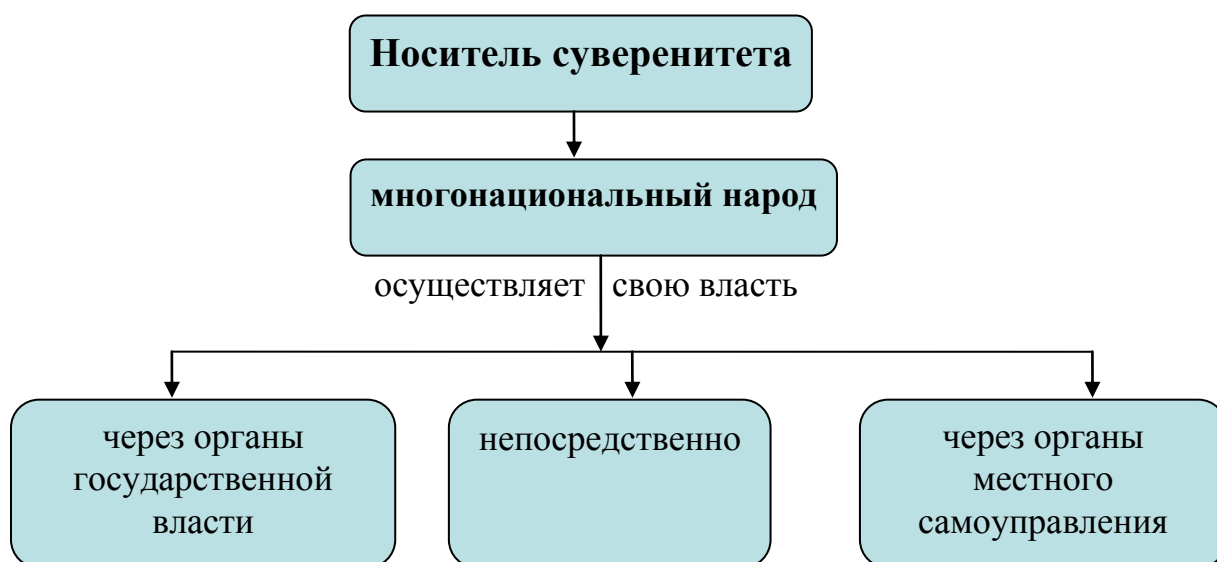 Носитель суверенитета
многонациональный народ
осуществляет свою власть
через органы
государственной
власти
непосредственно
через органы
местного
самоуправления